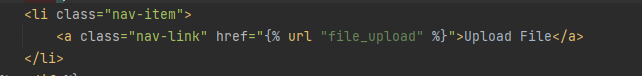 <li class="nav-item">
<a class="nav-link" href="{% url "file_upload" %}">Upload File</a>
</li>